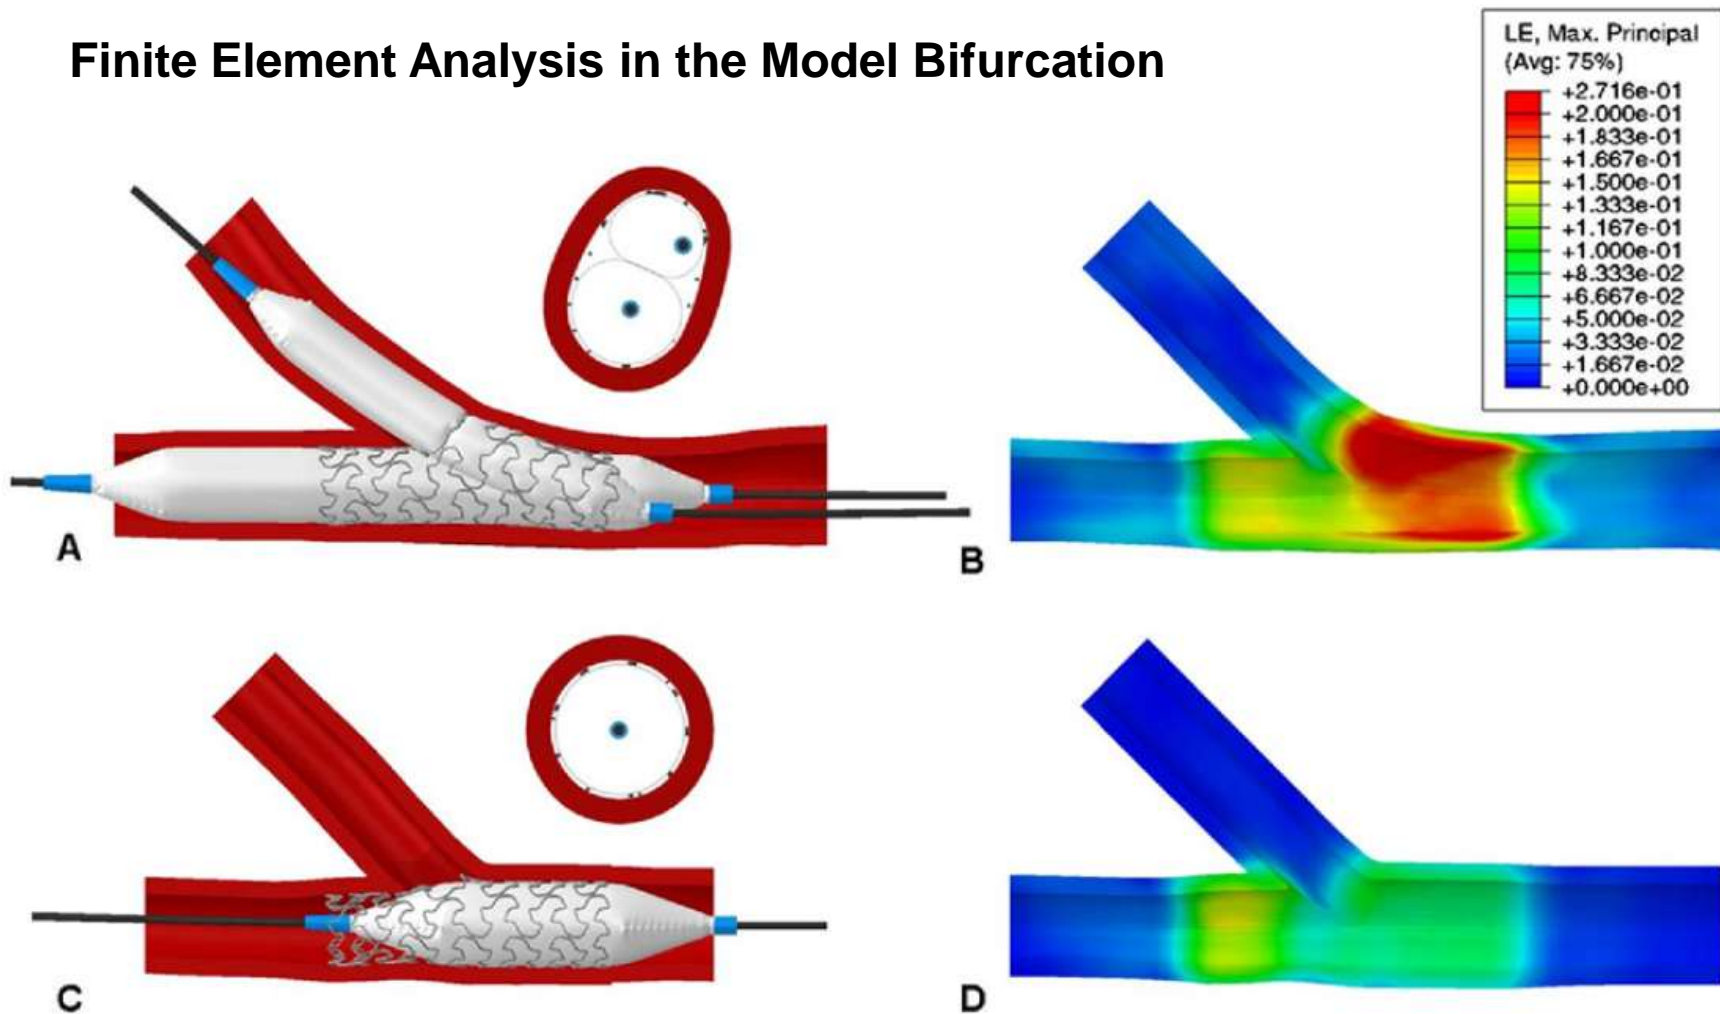 Finite Element Analysis in the Model Bifurcation
LE, Max. Principal
(Avg: 75%)
+2.716e-01
+2.000e-01
+1.833e-01
+1.667e-01
+1.500e-01
+1.333e-01
+1.167e-01
+1.000e-01
+8.333e-02
+6.667e-02
+5.000e-02
+3.333e-02
+1.667e-02
+0.000e+00
A
B
C
D